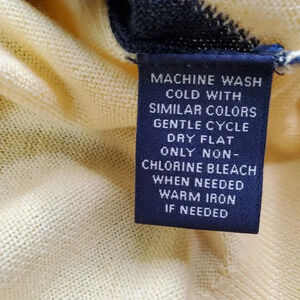 MACHINE WASH
COLD WITH
SIMILAR COLORS
GENTLE CYCLE
DRY FLAT
ONLY NON-
CHLORINE BLEACH
WHEN NEEDED
WARM IRON
IF NEEDED